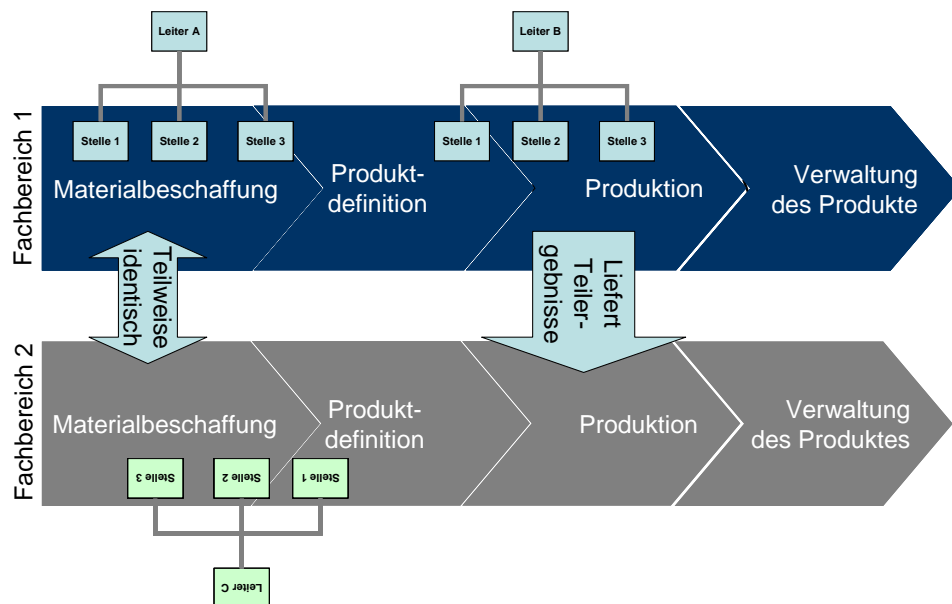 Leiter A
Leiter B
Fachbereich 1
Stelle 1
Stelle 2
Stelle 3
Stelle 1
Stelle 2
Stelle 3
Materialbeschaffung
Produkt-
definition
Produktion
Verwaltung
des Produkte
Teilweise
identisch
Liefert
Teiler-
gebnisse
Fachbereich 2
Materialbeschaffung
Produkt-
definition
Produktion
Verwaltung
des Produktes
Stelle 3
Stelle 2
Stelle 1
Leiter C